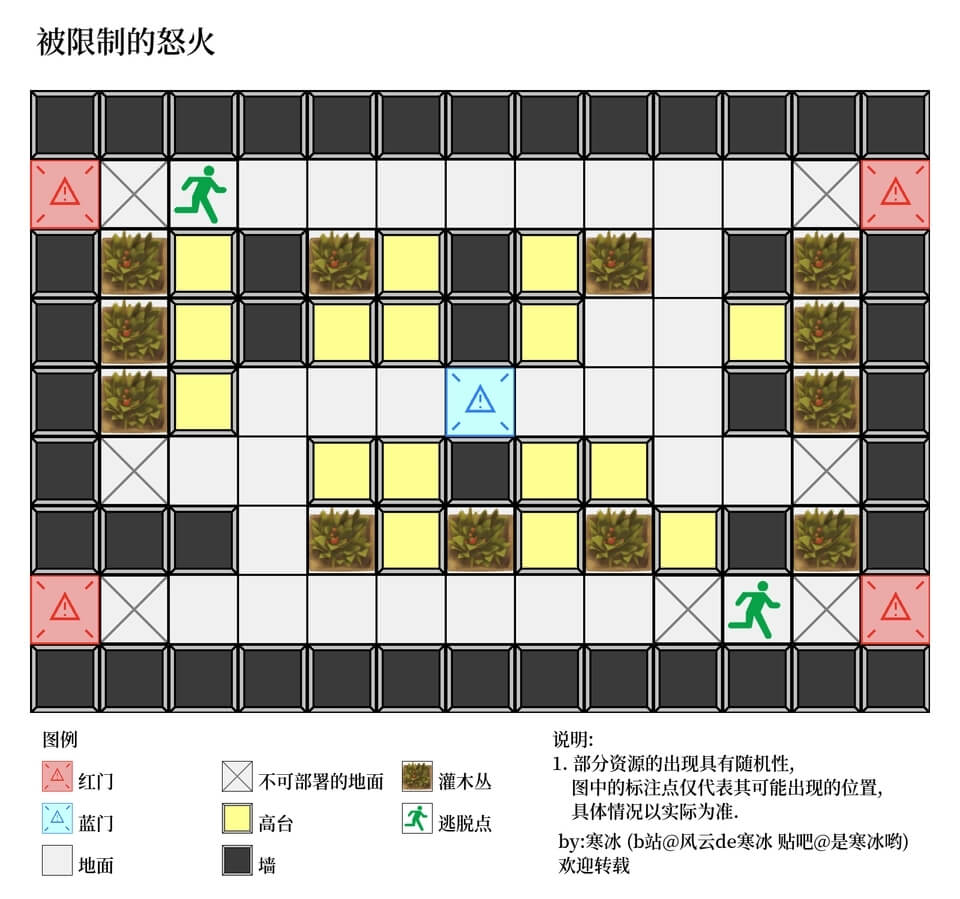 被限制的怒火
图例
红门
不可部署的地面
灌木丛
蓝门
高台
逃脱点
地面
墙
说明:
1. 部分资源的出现具有随机性,
图中的标注点仅代表其可能出现的位置,
具体情况以实际为准.
by:寒冰 (b站@风云de寒冰 贴吧@是寒冰哟)
欢迎转载